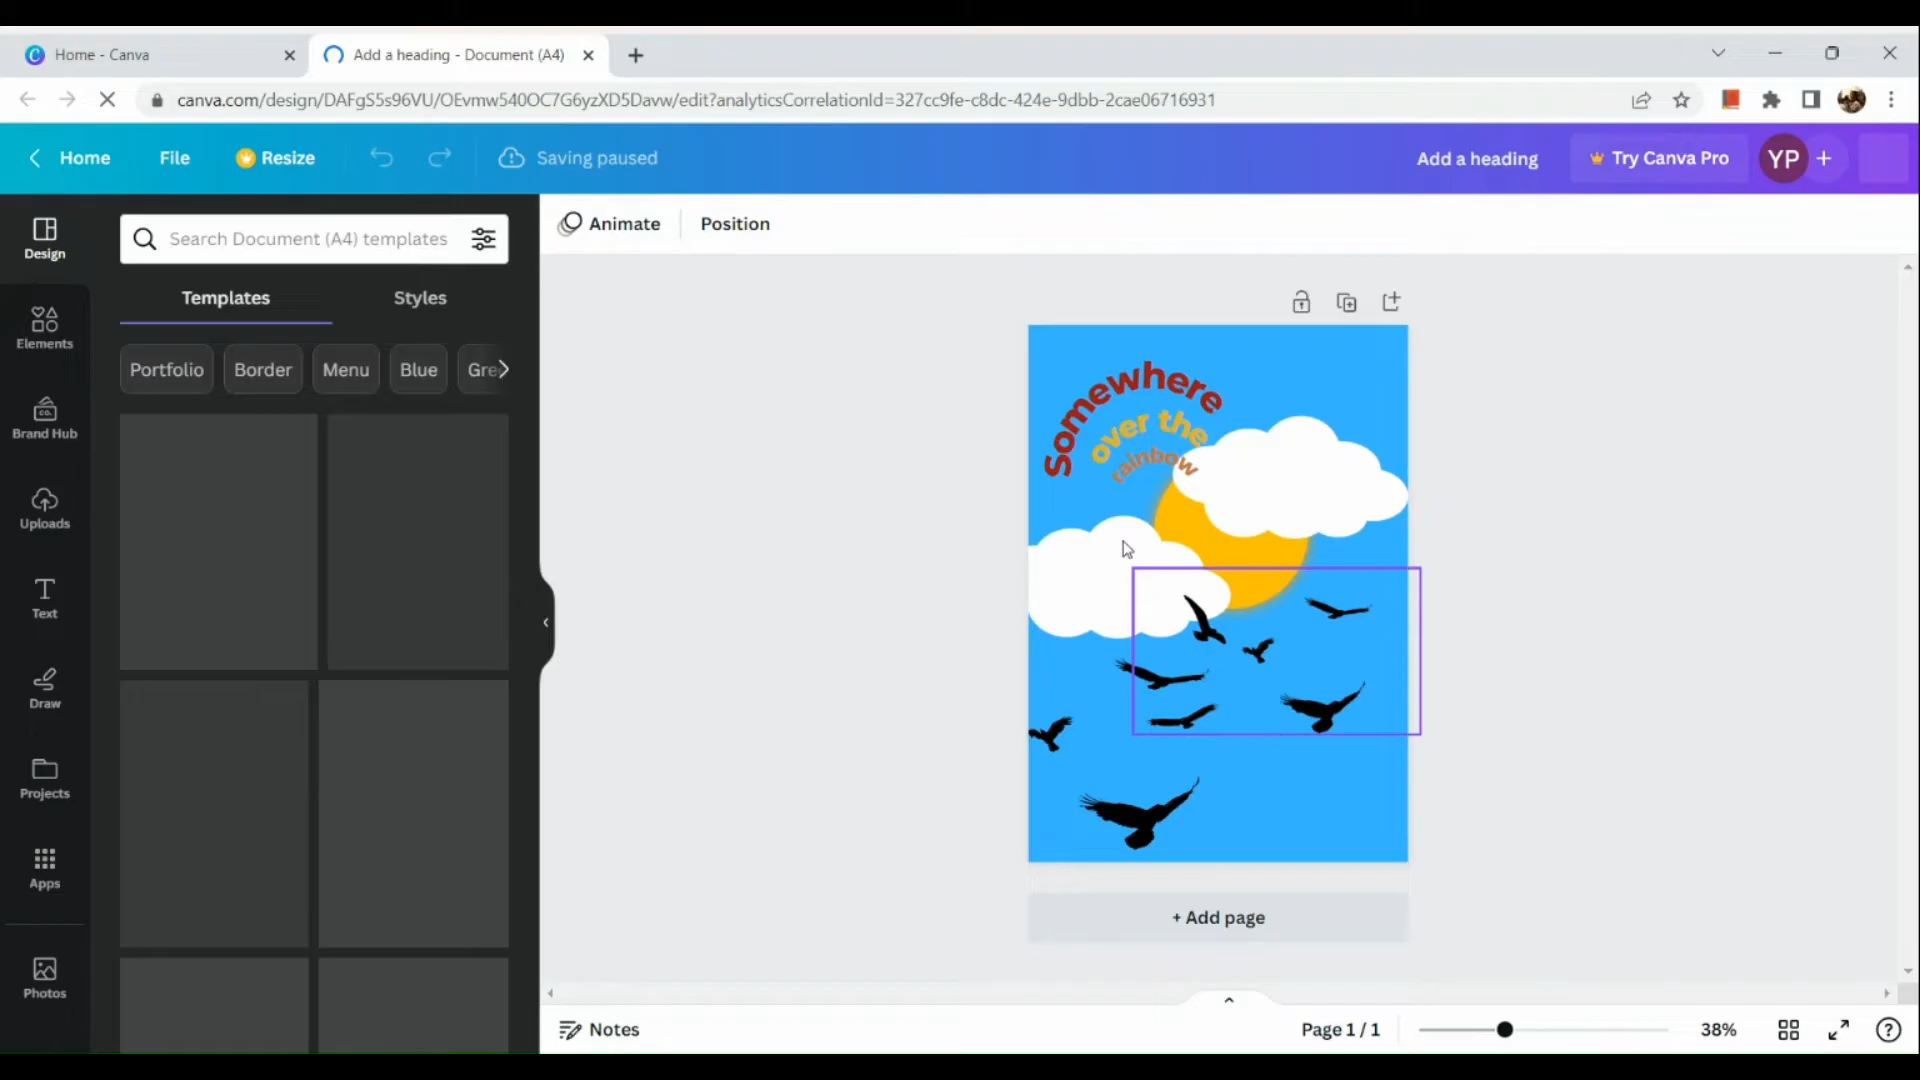 Home - Canva
Add a heading - Document (A4)
canva.com/design/DAFgS5s96VU/OEvmw540OC7G6yzXD5Davw/edit?analyticsCorrelationId=327cc9fe-c8dc-424e-9dbb-2cae06716931
Home File Resize Saving paused Add a heading Try Canva Pro YP
Design
Elements
Brand Hub
CO.
Uploads
Text
Draw
Projects
Apps
Photos
Search Document (A4) templates
Templates Styles
Portfolio Border Menu Blue Gre
Animate Position
Somewhere
over the
rainbow
+ Add page
Notes Page 1 / 1 38%